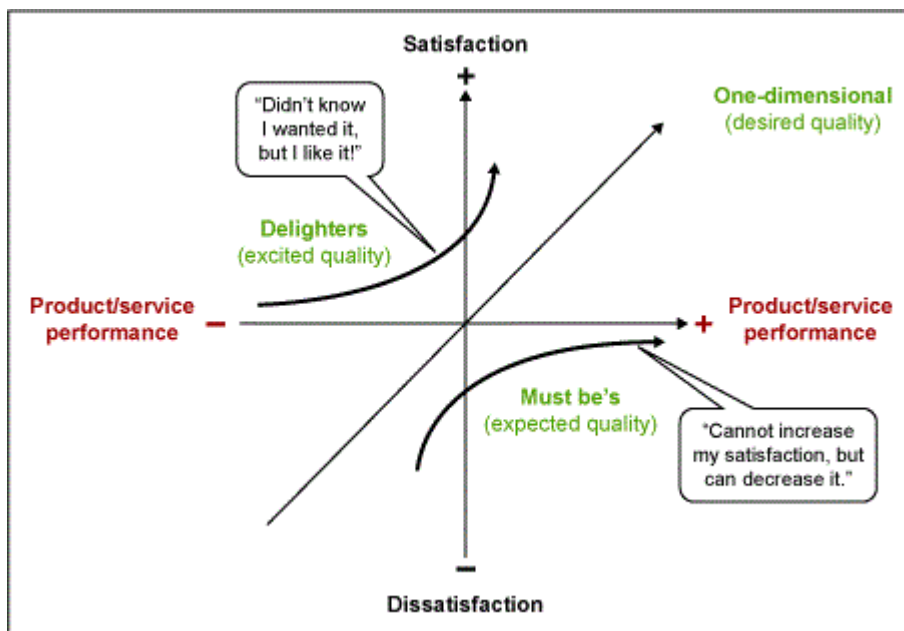 Satisfaction
+
"Didn't know
I wanted it,
but I like it!"
One-dimensional
(desired quality)
Delighters
(excited quality)
Product/service
performance
–
+
Product/service
performance
Must be's
(expected quality)
"Cannot increase
my satisfaction, but
can decrease it."
–
Dissatisfaction